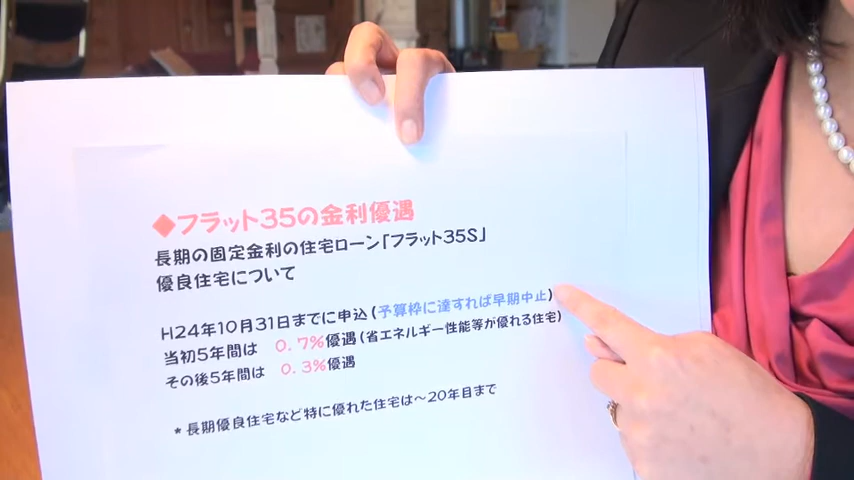 ◆フラット35の金利優遇
長期の固定金利の住宅ローン「フラット35S」
優良住宅について
H24年10月31日までに申込(予算枠に達すれば早期中止)
当初5年間は 0.7%優遇(省エネルギー性能等が優れる住宅)
その後5年間は 0.3%優遇
*長期優良住宅など特に優れた住宅は～20年目まで